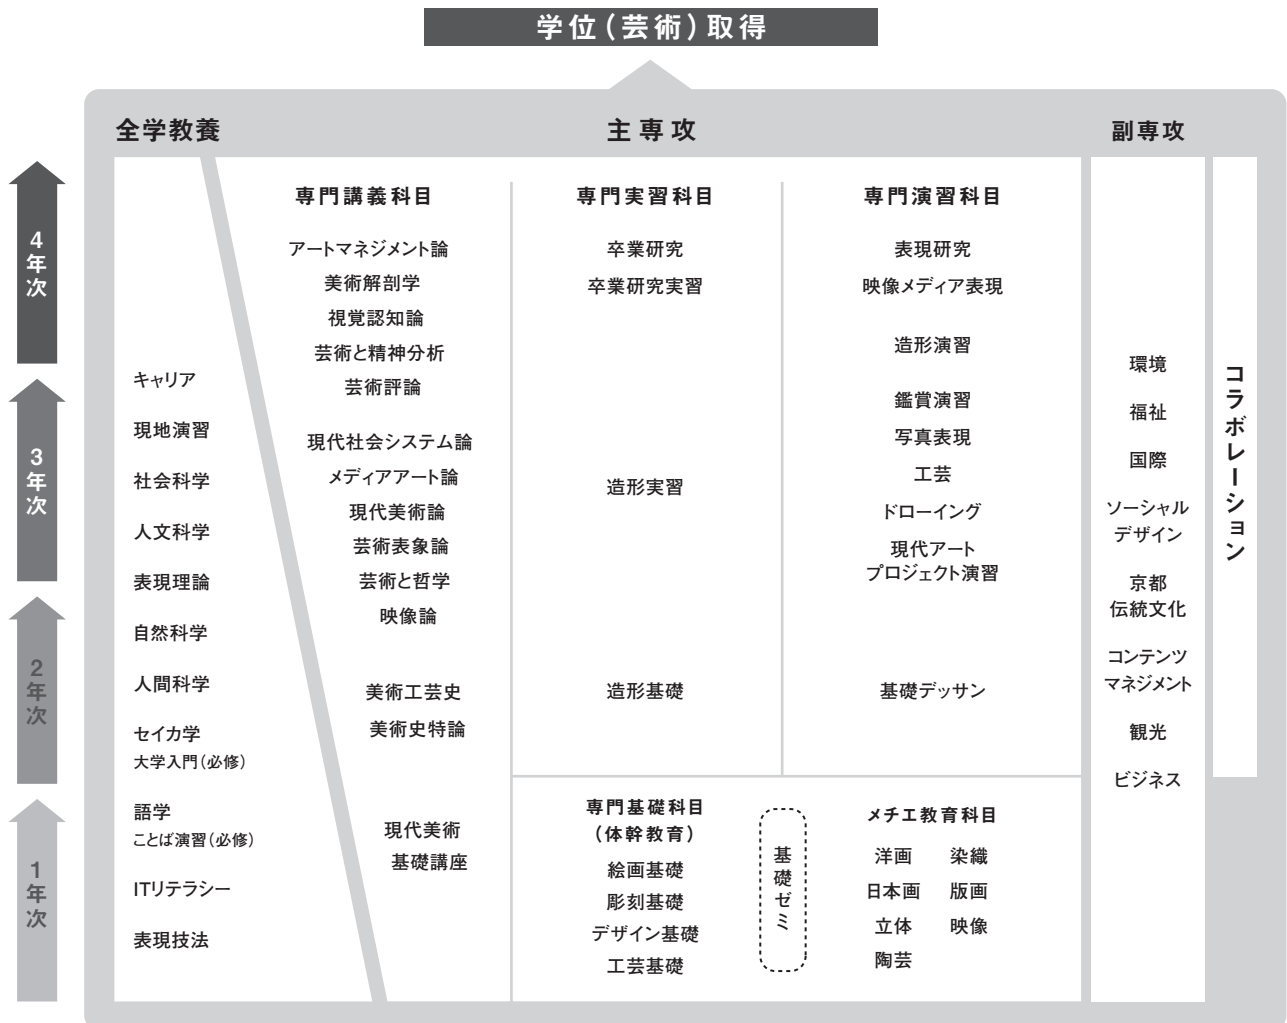 学位（芸術）取得
全学教養
主専攻
副専攻
4年次
3年次
2年次
1年次
キャリア
現地演習
社会科学
人文科学
表現理論
自然科学
人間科学
セイカ学
大学入門（必修）
語学
ことば演習（必修）
ITリテラシー
表現技法
専門講義科目
アートマネジメント論
美術解剖学
視覚認知論
芸術と精神分析
芸術評論
現代社会システム論
メディアアート論
現代美術論
芸術表象論
芸術と哲学
映像論
美術工芸史
美術史特論
現代美術
基礎講座
専門実習科目
卒業研究
卒業研究実習
造形実習
造形基礎
専門演習科目
表現研究
映像メディア表現
造形演習
鑑賞演習
写真表現
工芸
ドローイング
現代アート
プロジェクト演習
基礎デッサン
専門基礎科目
（体幹教育）
絵画基礎
彫刻基礎
デザイン基礎
工芸基礎
基礎ゼミ
メチエ教育科目
洋画 染織
日本画 版画
立体 映像
陶芸
環境
福祉
国際
ソーシャル
デザイン
京都
伝統文化
コンテンツ
マネジメント
観光
ビジネス
コラボレーション